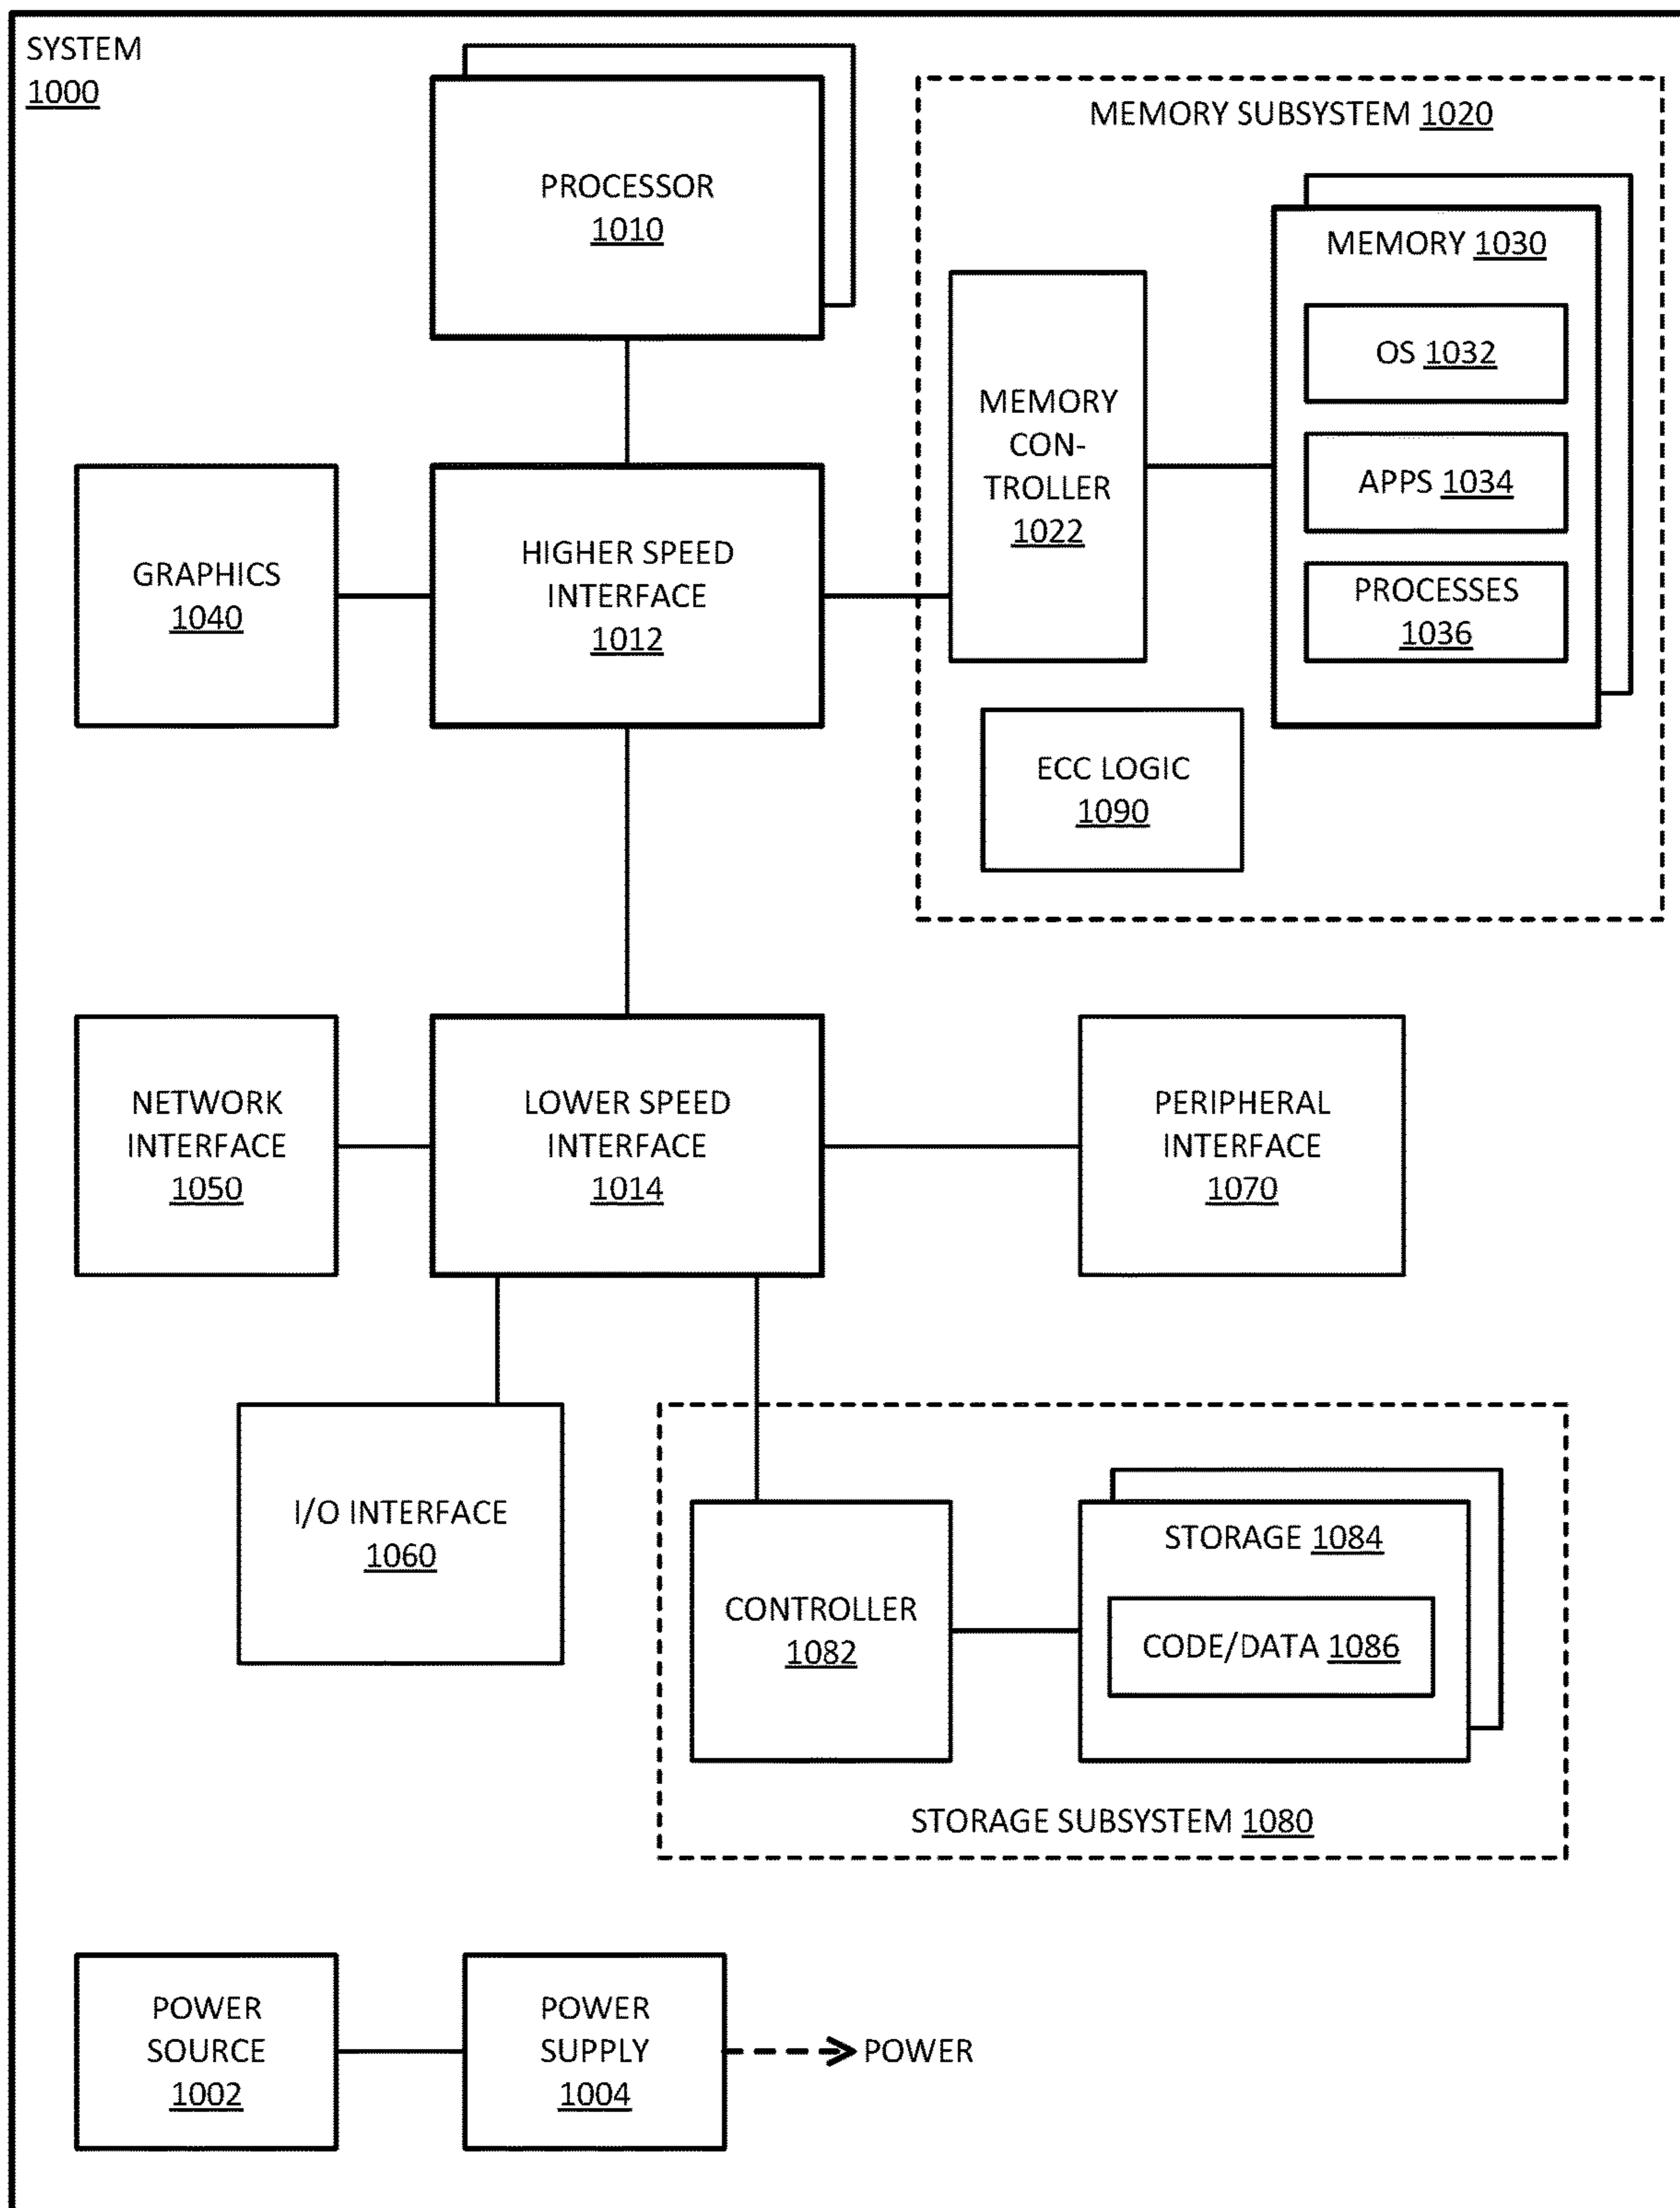 SYSTEM
1000
PROCESSOR
1010
MEMORY SUBSYSTEM 1020
MEMORY 1030
OS 1032
APPS 1034
PROCESSES
1036
MEMORY
CON-
TROLLER
1022
ECC LOGIC
1090
GRAPHICS
1040
HIGHER SPEED
INTERFACE
1012
NETWORK
INTERFACE
1050
LOWER SPEED
INTERFACE
1014
PERIPHERAL
INTERFACE
1070
I/O INTERFACE
1060
CONTROLLER
1082
STORAGE 1084
CODE/DATA 1086
STORAGE SUBSYSTEM 1080
POWER
SOURCE
1002
POWER
SUPPLY
1004
POWER